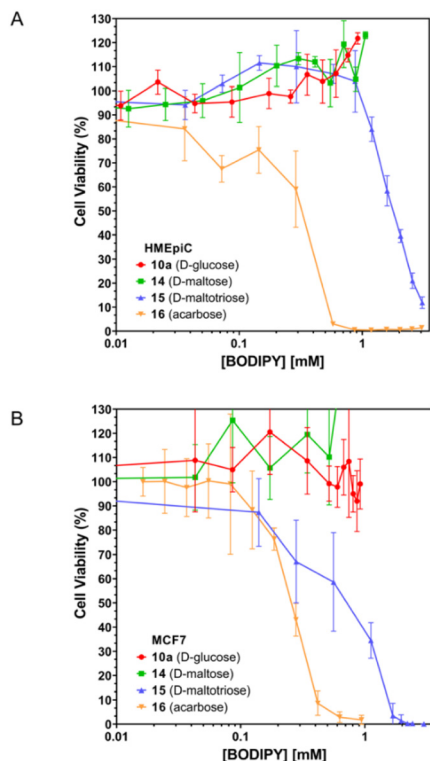 A
130
120
110
100
90
80
70
60
50
40
30
20
10
0
Cell Viability (%)
HMEpiC
10a (D-glucose)
14 (D-maltose)
15 (D-maltotriose)
16 (acarbose)
0.01
0.1
1
[BODIPY] [mM]
B
130
120
110
100
90
80
70
60
50
40
30
20
10
0
Cell Viability (%)
MCF7
10a (D-glucose)
14 (D-maltose)
15 (D-maltotriose)
16 (acarbose)
0.01
0.1
1
[BODIPY] [mM]